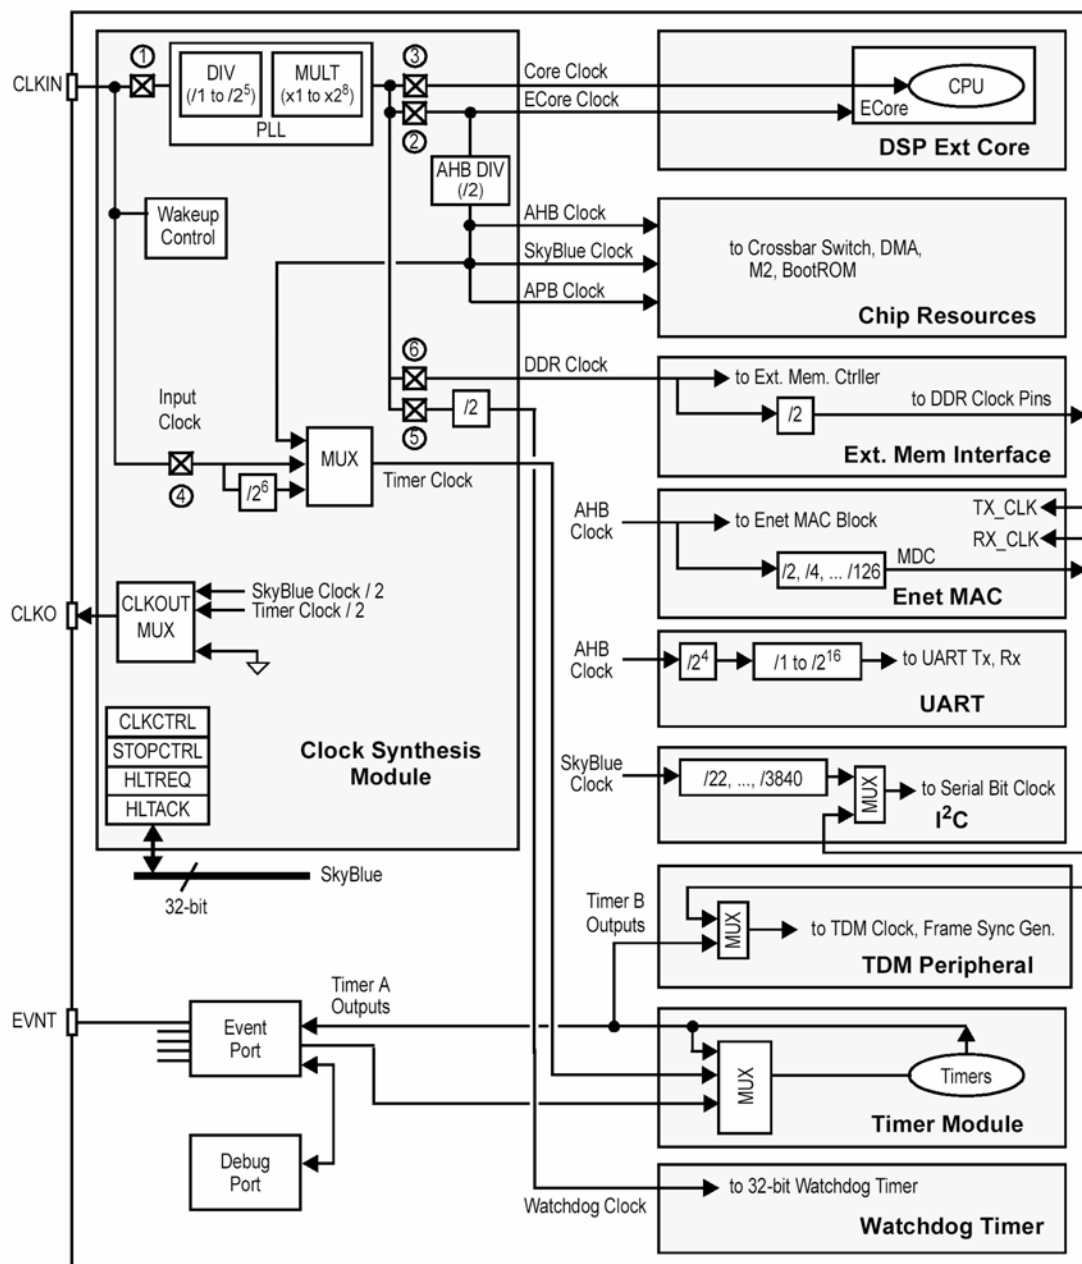 CLKIN
①
DIV
(/1 to /2⁵)
MULT
(x1 to x2⁸)
PLL
③
②
Core Clock
ECore Clock
CPU
ECore
DSP Ext Core
AHB DIV
(/2)
Wakeup
Control
AHB Clock
SkyBlue Clock
APB Clock
to Crossbar Switch, DMA,
M2, BootROM
Chip Resources
⑥
DDR Clock
to Ext. Mem. Ctrller
to DDR Clock Pins
/2
Ext. Mem Interface
/2
⑤
Input
Clock
④
/2⁶
MUX
Timer Clock
AHB
Clock
to Enet MAC Block
TX_CLK
RX_CLK
/2, /4, ... /126
MDC
Enet MAC
CLKO
CLKOUT
MUX
SkyBlue Clock / 2
Timer Clock / 2
AHB
Clock
/2⁴
/1 to /2¹⁶
to UART Tx, Rx
UART
CLKCTRL
STOPCTRL
HLTREQ
HLTACK
Clock Synthesis
Module
SkyBlue
Clock
/22, ..., /3840
MUX
to Serial Bit Clock
I²C
SkyBlue
32-bit
Timer B
Outputs
MUX
to TDM Clock, Frame Sync Gen.
TDM Peripheral
EVNT
Event
Port
Timer A
Outputs
MUX
Timers
Timer Module
Debug
Port
Watchdog Clock
to 32-bit Watchdog Timer
Watchdog Timer